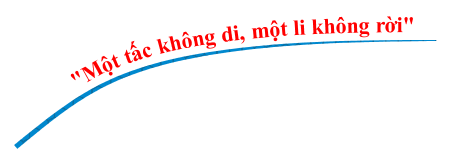 "Một tấc không di, một li không rời"